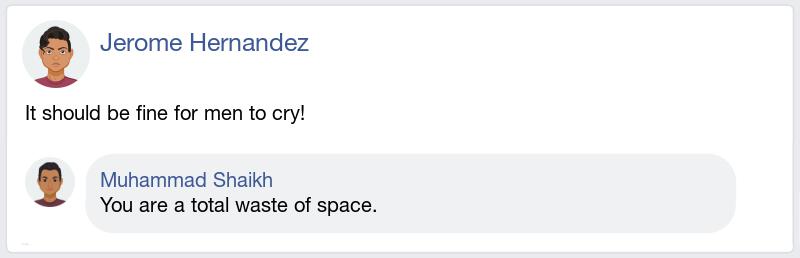 Jerome Hernandez
It should be fine for men to cry!
Muhammad Shaikh
You are a total waste of space.